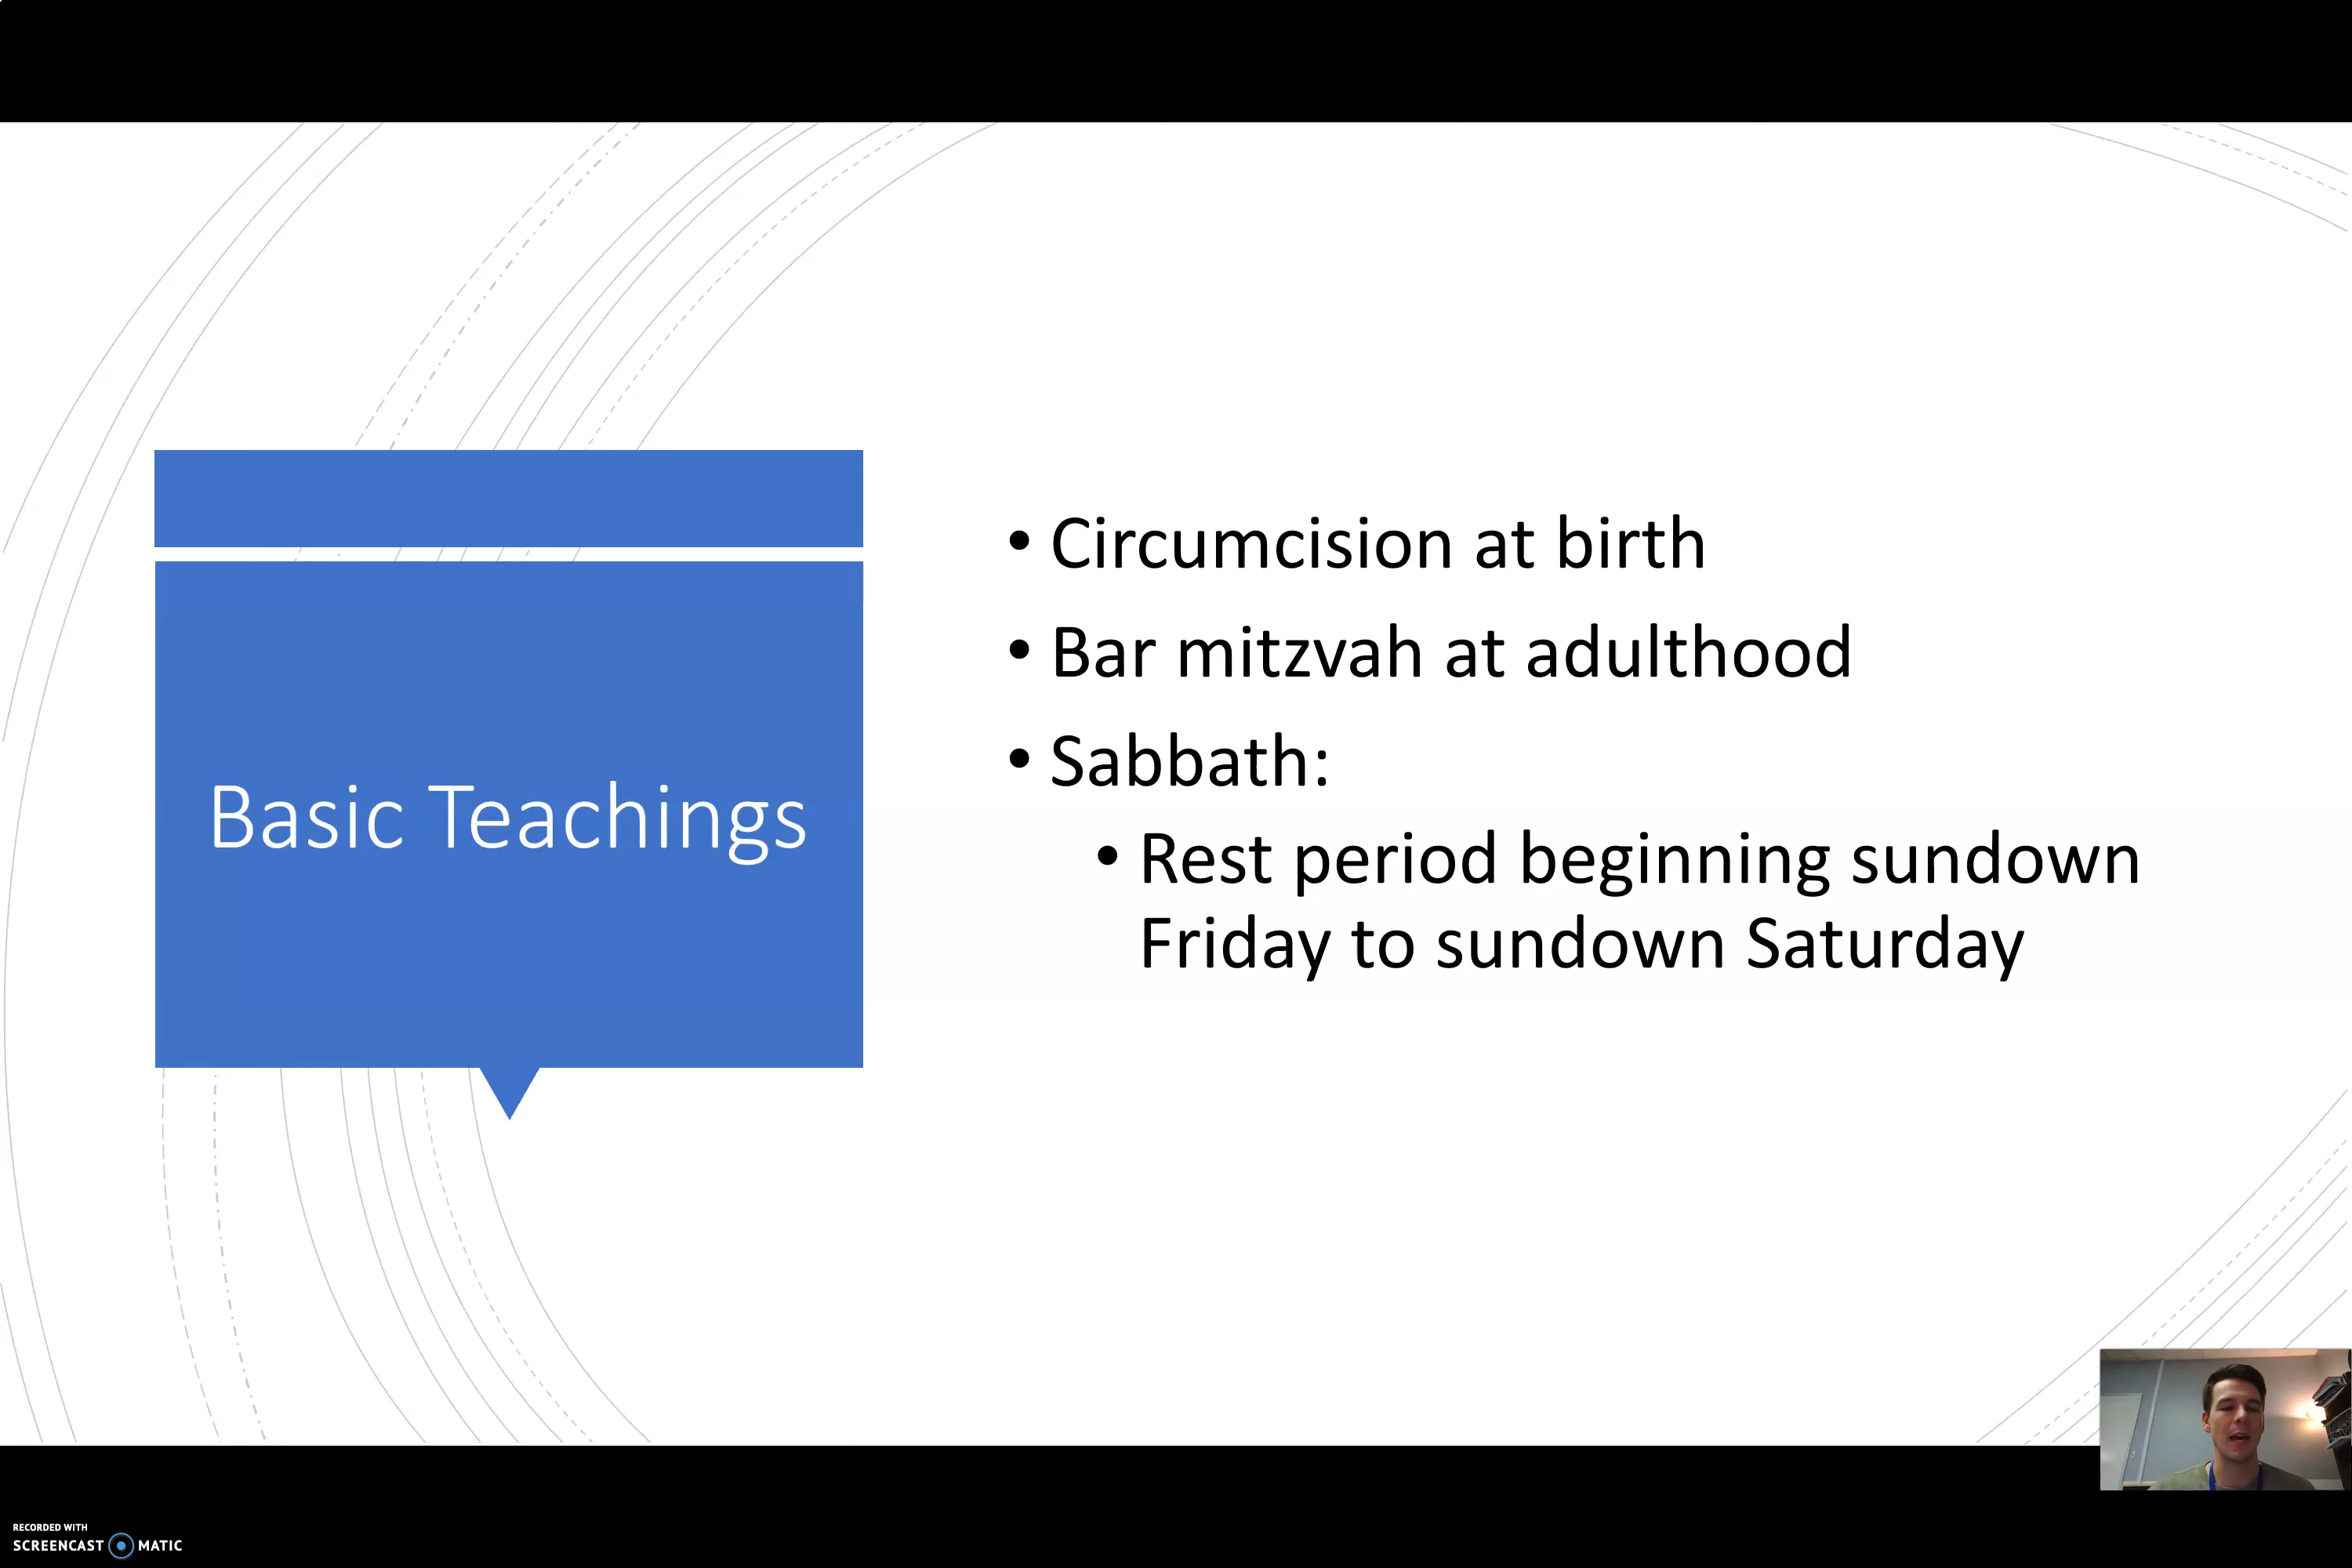 Basic Teachings
• Circumcision at birth
• Bar mitzvah at adulthood
• Sabbath:
• Rest period beginning sundown
Friday to sundown Saturday
RECORDED WITH
SCREENCAST MATIC